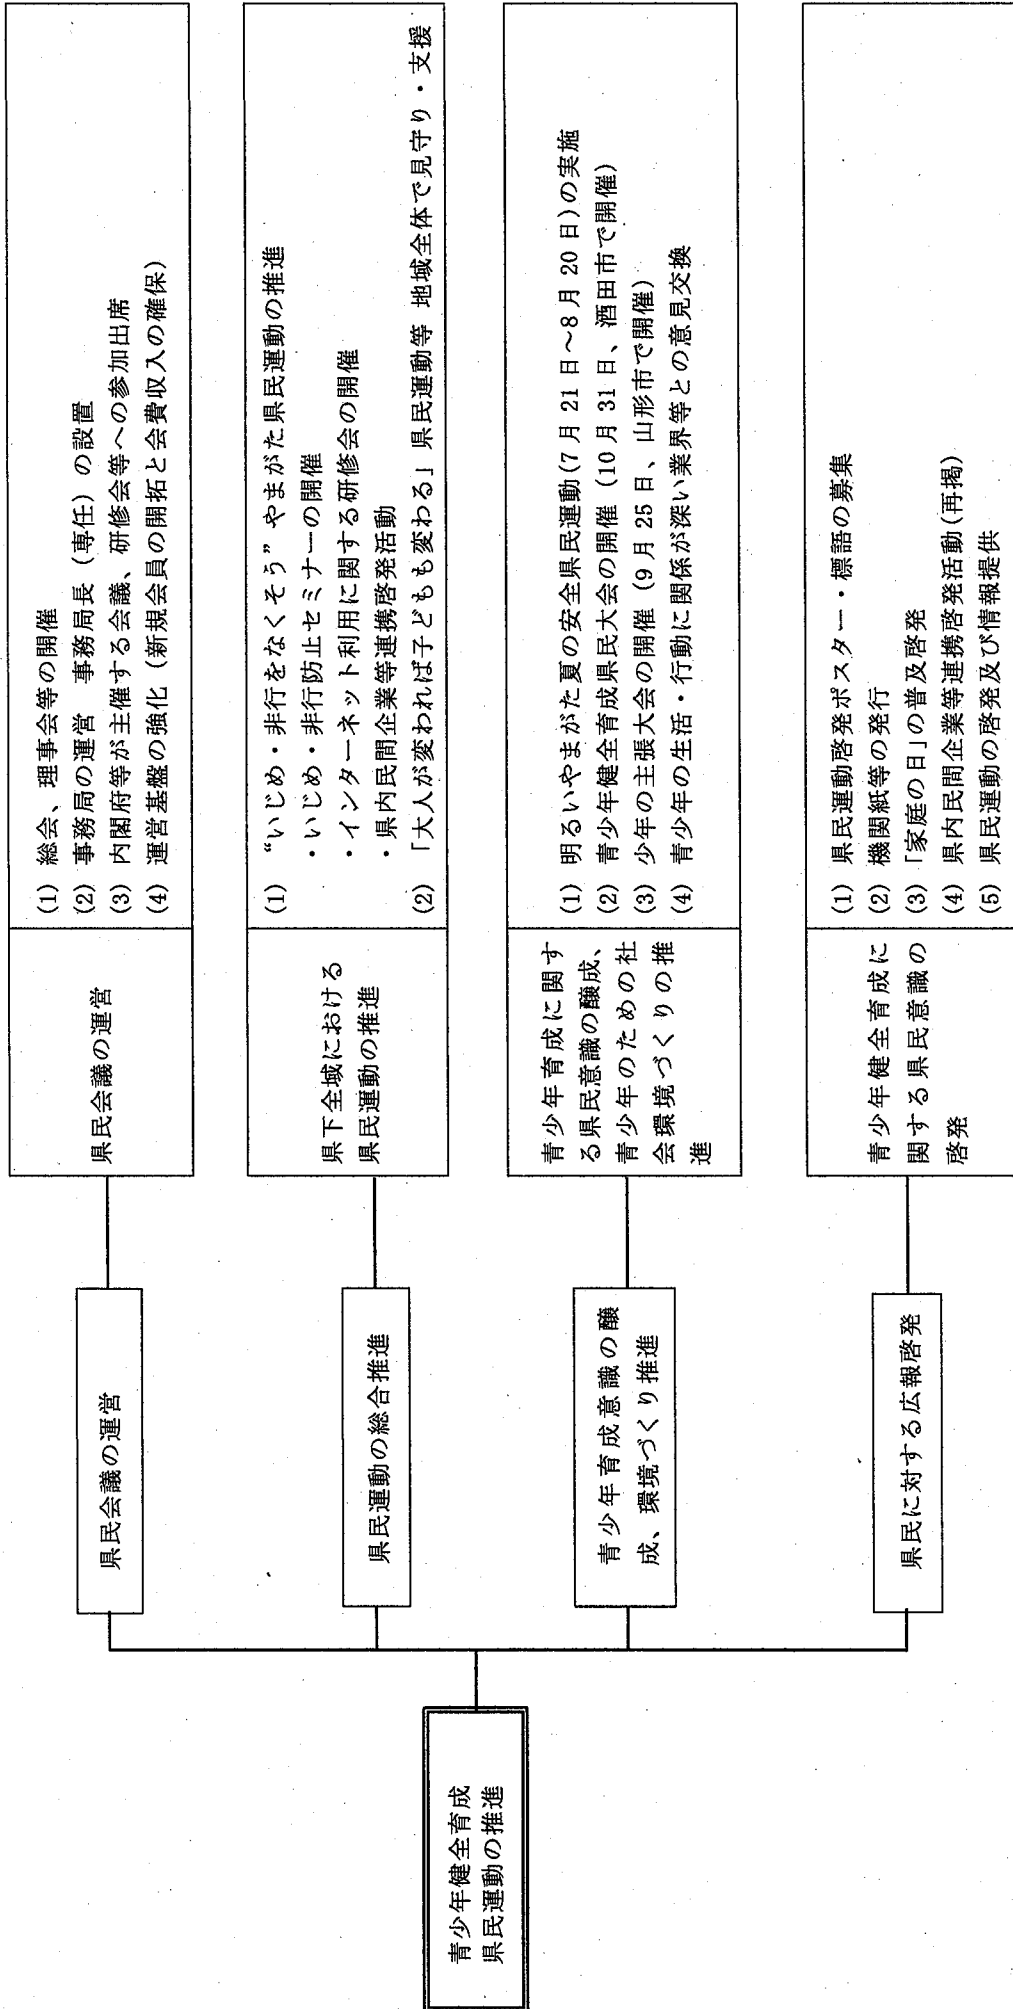 青少年健全育成
県民運動の推進
県民会議の運営
県民会議の運営
(1) 総会、理事会等の開催
(2) 事務局の運営 事務局長（専任）の設置
(3) 内閣府等が主催する会議、研修会等への参加出席
(4) 運営基盤の強化（新規会員の開拓と会費収入の確保）
県民運動の総合推進
県下全域における
県民運動の推進
(1) “いじめ・非行をなくそう”やまがた県民運動の推進
・いじめ・非行防止セミナーの開催
・インターネット利用に関する研修会の開催
・県内民間企業等連携啓発活動
(2) 「大人が変われば子どもも変わる」県民運動等 地域全体で見守り・支援
青少年育成意識の醸
成、環境づくり推進
青少年育成に関す
る県民意識の醸成、
青少年のための社
会環境づくりの推
進
(1) 明るいやまがた夏の安全県民運動(7月21日～8月20日)の実施
(2) 青少年健全育成県民大会の開催（10月31日、酒田市で開催）
(3) 少年の主張大会の開催（9月25日、山形市で開催）
(4) 青少年の生活・行動に関係が深い業界等との意見交換
県民に対する広報啓発
青少年健全育成に
関する県民意識の
啓発
(1) 県民運動啓発ポスター・標語の募集
(2) 機関紙等の発行
(3) 「家庭の日」の普及啓発
(4) 県内民間企業等連携啓発活動(再掲)
(5) 県民運動の啓発及び情報提供